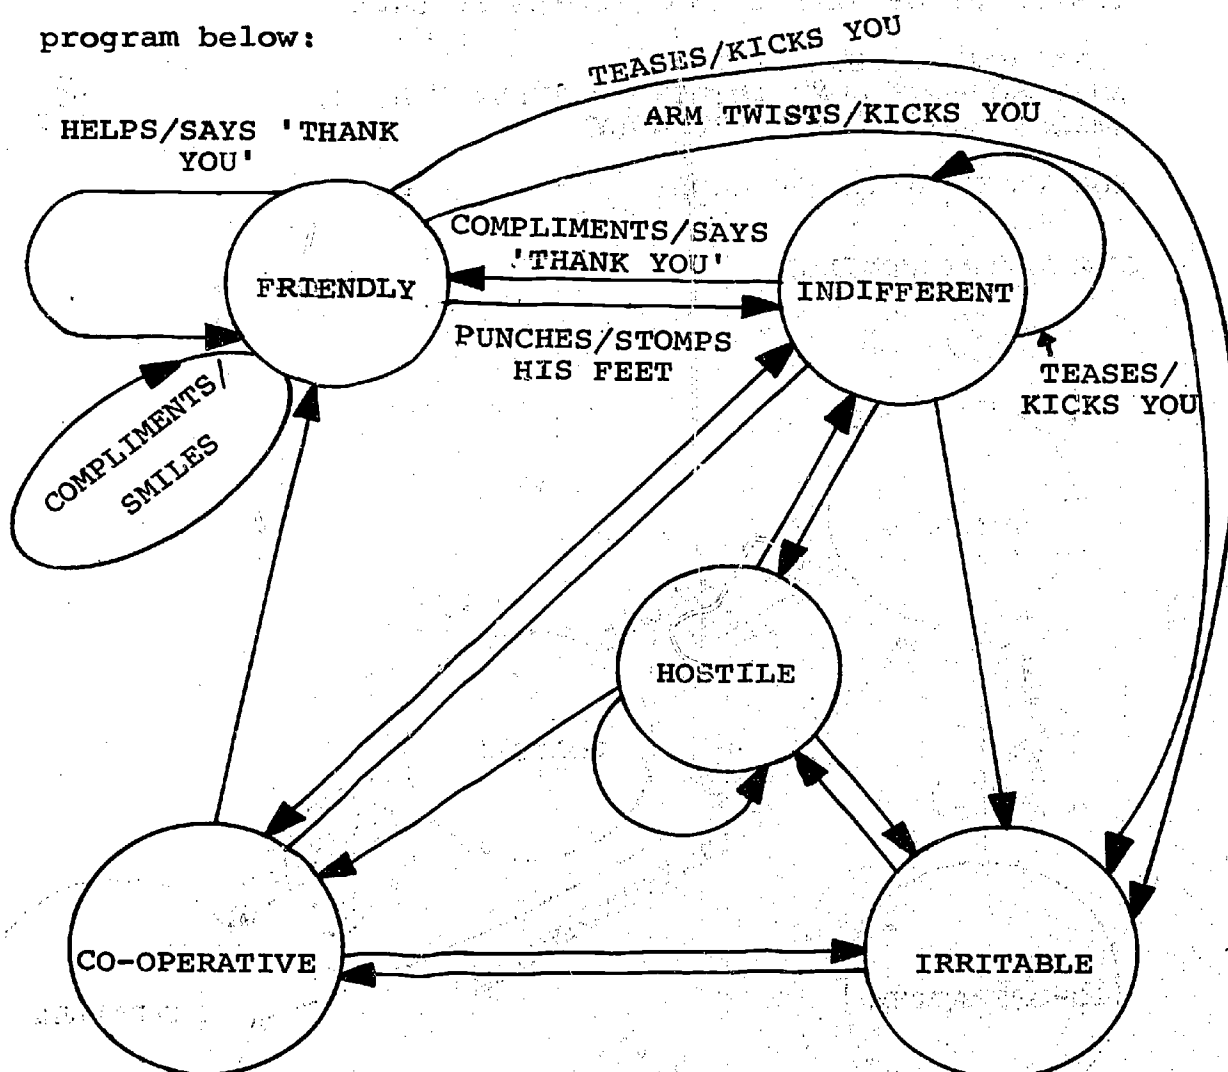 program below:
TEASES/KICKS YOU
ARM TWISTS/KICKS YOU
HELPS/SAYS 'THANK
YOU'
COMPLIMENTS/SAYS
'THANK YOU'
FRIENDLY
INDIFFERENT
PUNCHES/STOMPS
HIS FEET
TEASES/
KICKS YOU
COMPLIMENTS/
SMILES
HOSTILE
CO-OPERATIVE
IRRITABLE